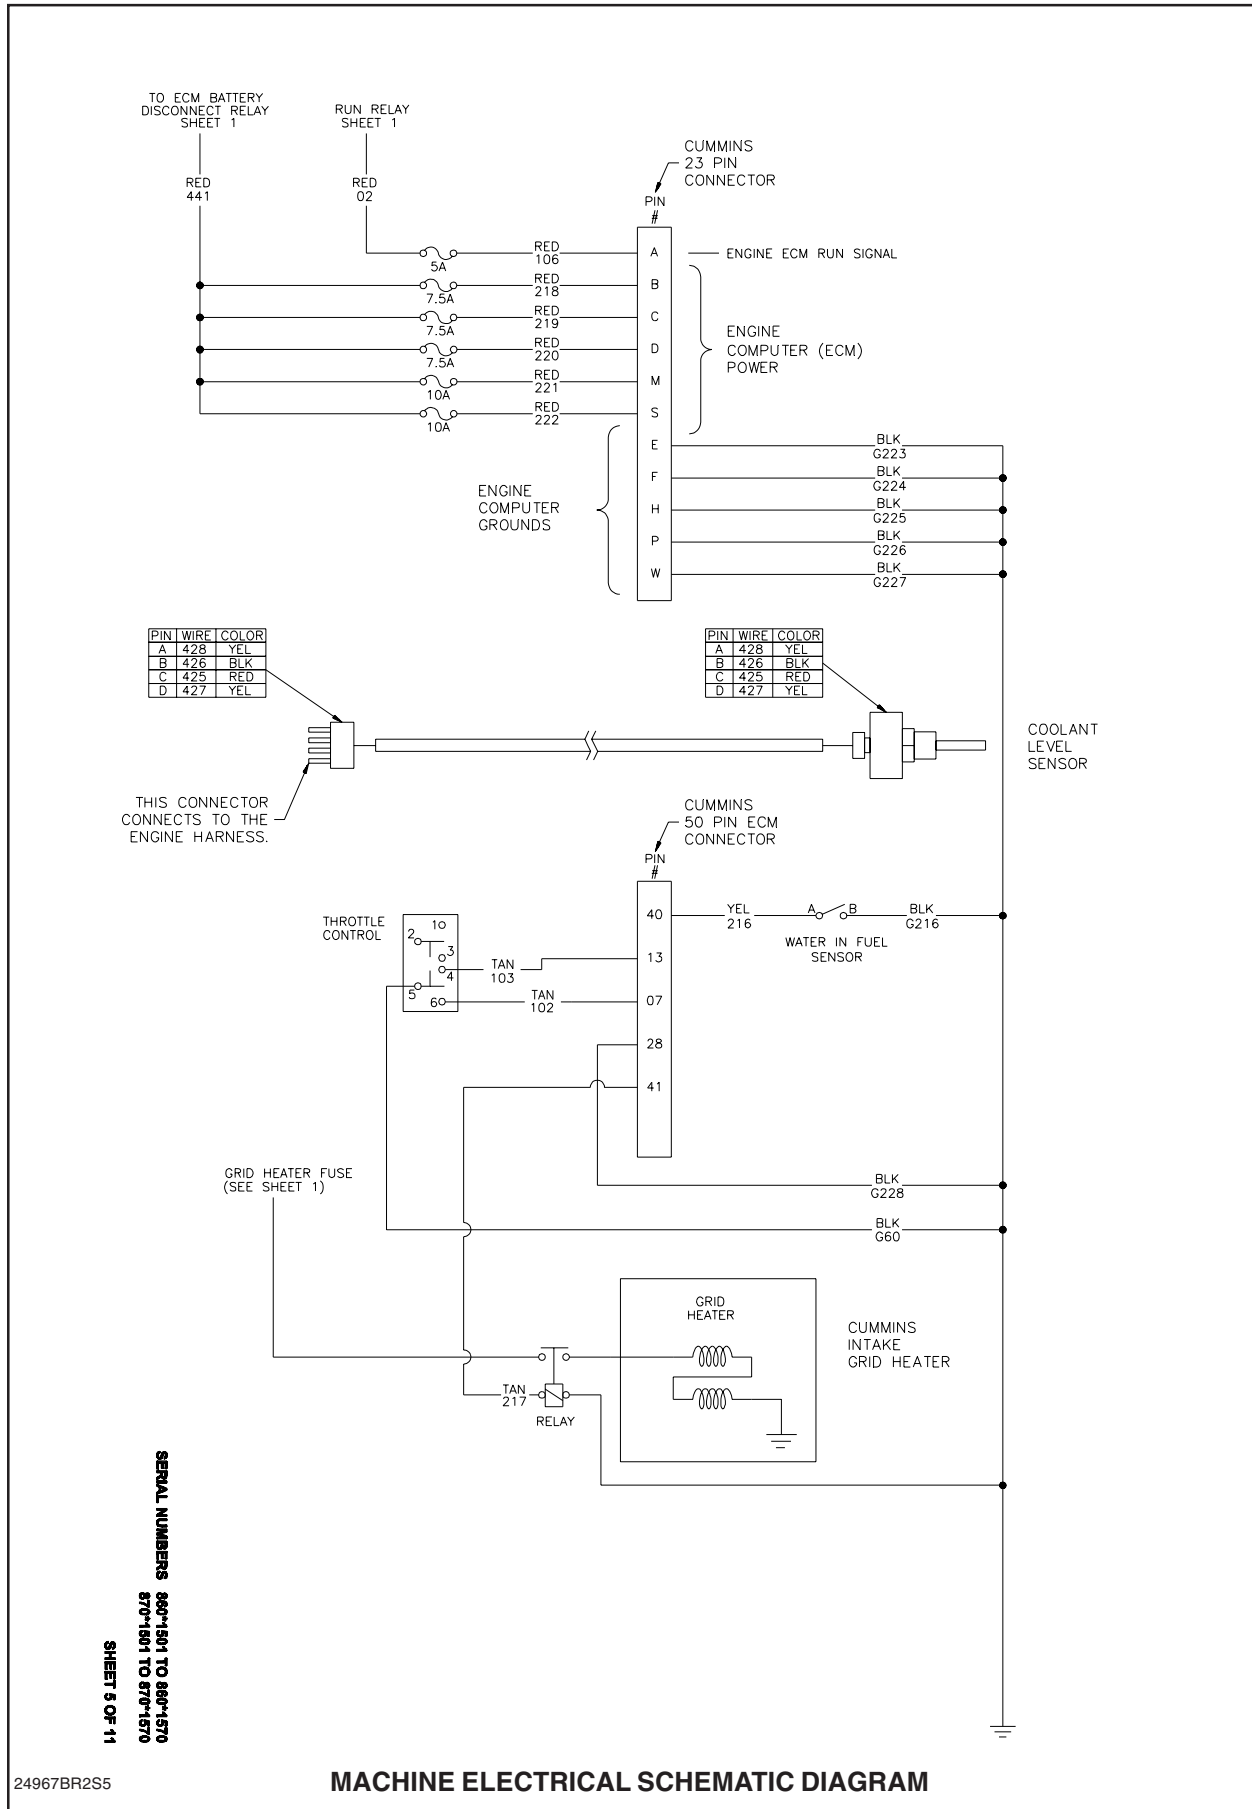 TO ECM BATTERY
DISCONNECT RELAY
SHEET 1
RUN RELAY
SHEET 1
RED
441
RED
02
CUMMINS
23 PIN
CONNECTOR
PIN
#
5A
RED
106
A
ENGINE ECM RUN SIGNAL
7.5A
RED
218
B
7.5A
RED
219
C
7.5A
RED
220
D
10A
RED
221
M
10A
RED
222
S
ENGINE
COMPUTER (ECM)
POWER
E
BLK
G223
F
BLK
G224
H
BLK
G225
P
BLK
G226
W
BLK
G227
ENGINE
COMPUTER
GROUNDS
PIN WIRE COLOR
A 428 YEL
B 426 BLK
C 425 RED
D 427 YEL
PIN WIRE COLOR
A 428 YEL
B 426 BLK
C 425 RED
D 427 YEL
COOLANT
LEVEL
SENSOR
THIS CONNECTOR
CONNECTS TO THE
ENGINE HARNESS.
CUMMINS
50 PIN ECM
CONNECTOR
PIN
#
40
YEL
216
A B
BLK
G216
WATER IN FUEL
SENSOR
THROTTLE
CONTROL
1
2
3
4
5
6
TAN
103
13
TAN
102
07
28
41
GRID HEATER FUSE
(SEE SHEET 1)
BLK
G228
BLK
G60
GRID
HEATER
CUMMINS
INTAKE
GRID HEATER
TAN
217
RELAY
SERIAL NUMBERS 860*1501 TO 860*1570
870*1501 TO 870*1570
SHEET 5 OF 11
24967BR2S5
MACHINE ELECTRICAL SCHEMATIC DIAGRAM